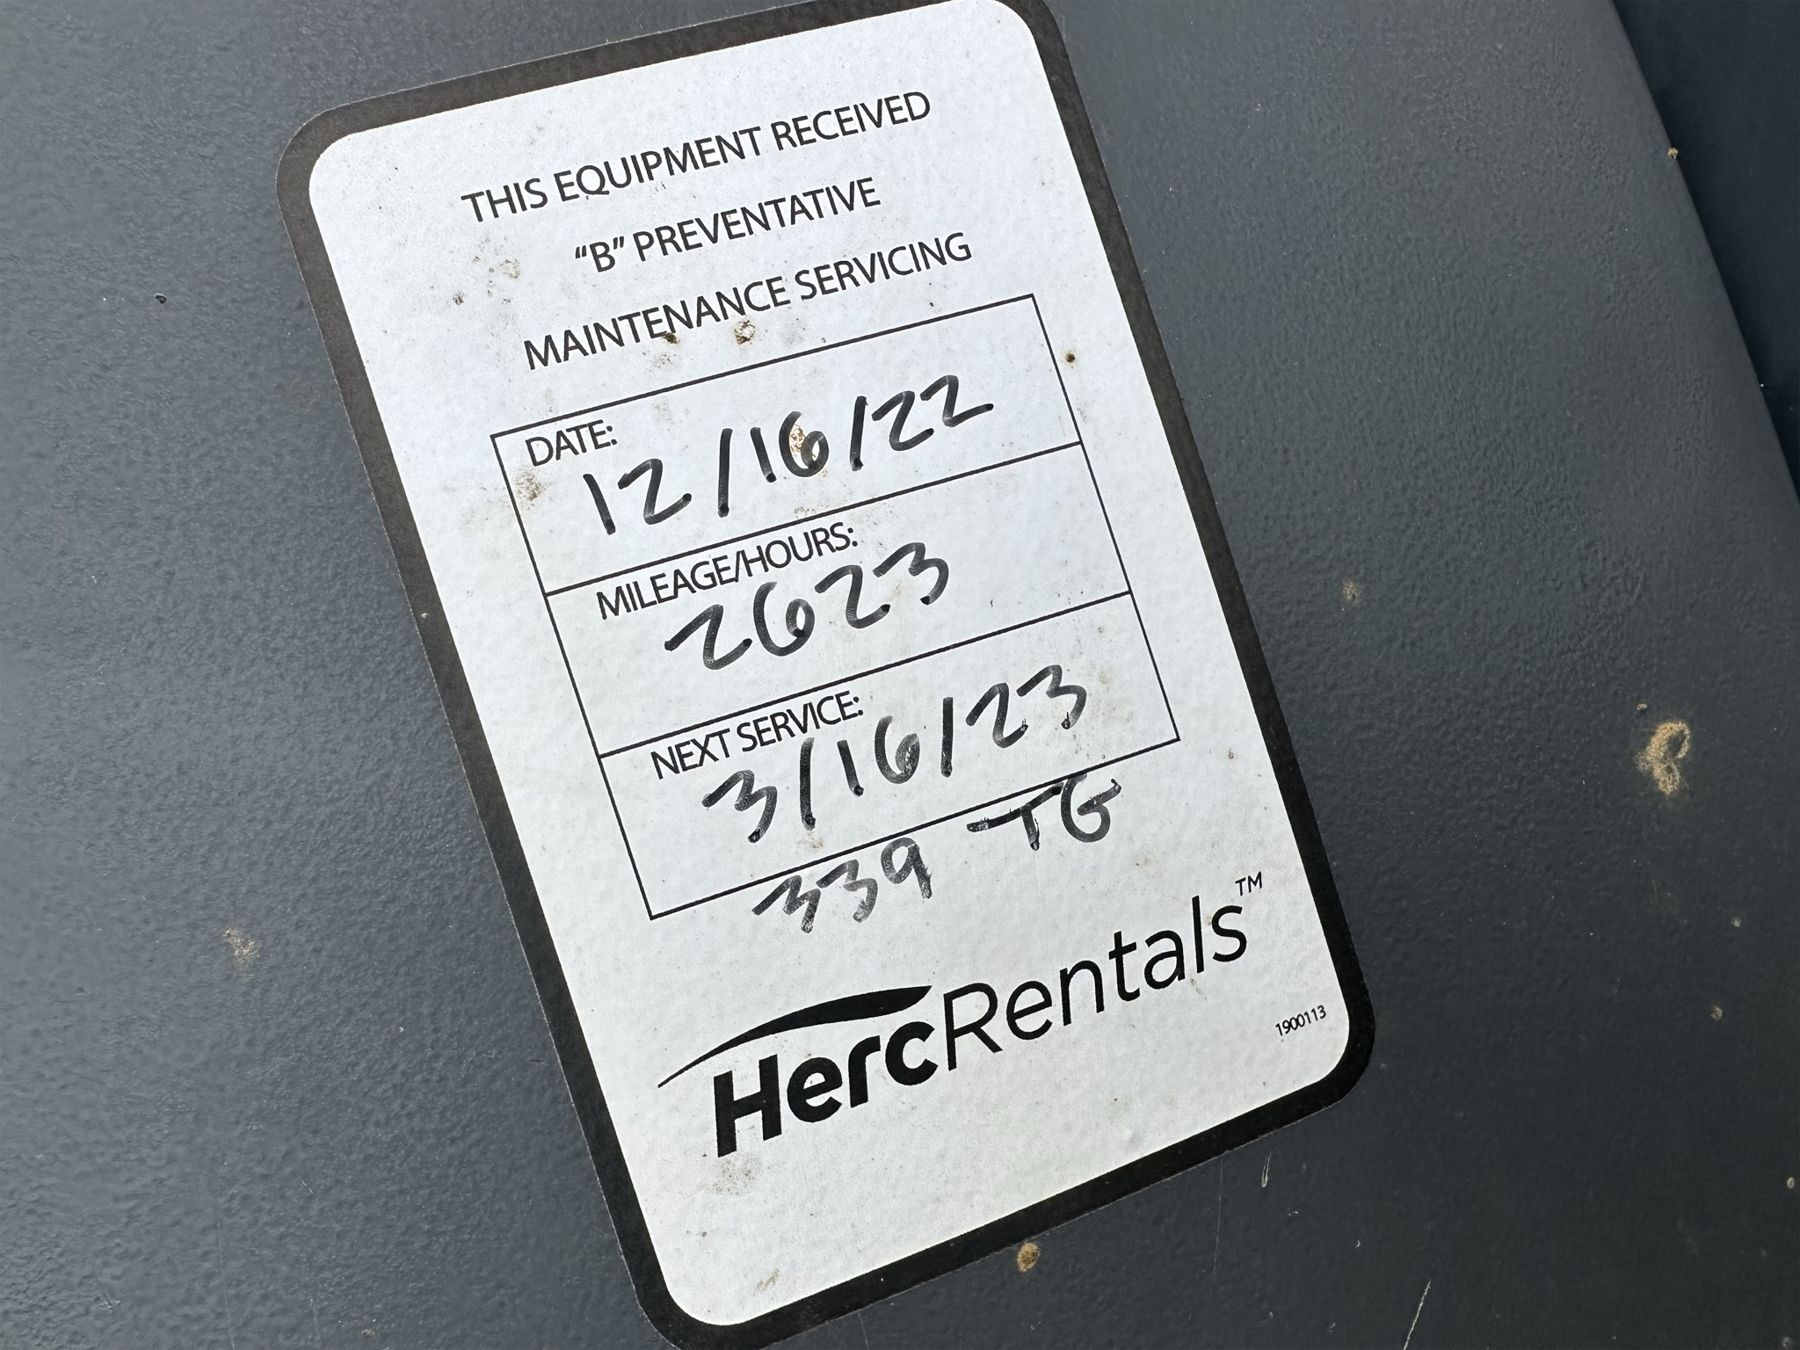 THIS EQUIPMENT RECEIVED
“B” PREVENTATIVE
MAINTENANCE SERVICING
DATE:
12/16/22
MILEAGE/HOURS:
2623
NEXT SERVICE:
3/16/23
339 TG
HercRentals™
1900113